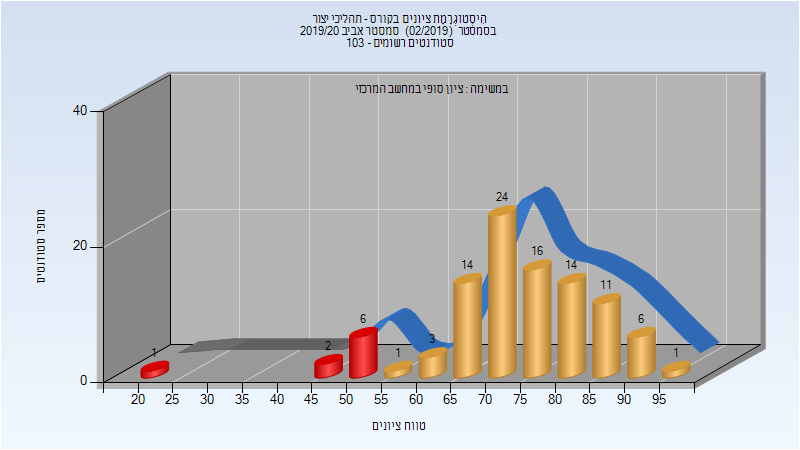 היסטוגרמת ציונים בקורס - תהליכי יצור
בסמסטר (02/2019) סמסטר אביב 2019/20
סטודנטים רשומים - 103
במשימה : ציון סופי במחשב המרכזי
מספר סטודנטים
40
20
0
1
2
6
1
3
14
24
16
14
11
6
1
20 25 30 35 40 45 50 55 60 65 70 75 80 85 90 95
טווח ציונים